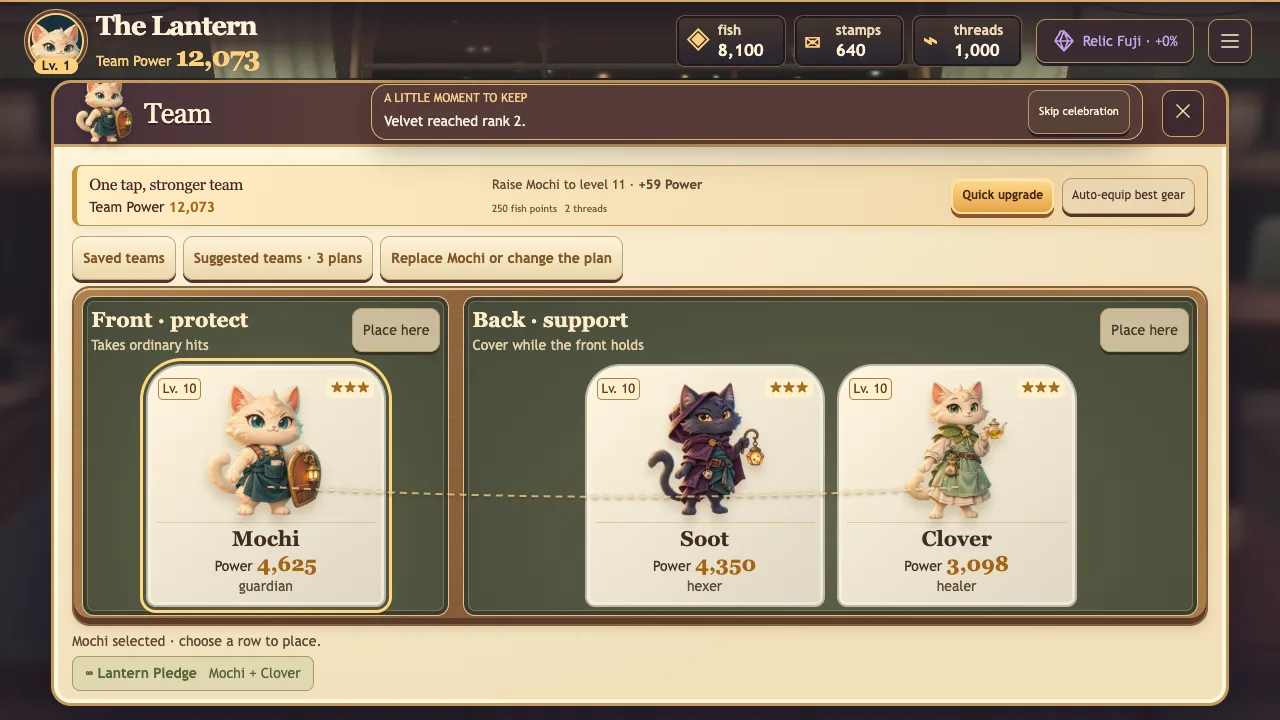 The Lantern
Team Power 12,073
Lv. 1
fish
8,100
stamps
640
threads
1,000
Relic Fuji · +0%
Team
A LITTLE MOMENT TO KEEP
Velvet reached rank 2.
Skip celebration
One tap, stronger team
Team Power 12,073
Raise Mochi to level 11 · +59 Power
250 fish points 2 threads
Quick upgrade
Auto-equip best gear
Saved teams
Suggested teams · 3 plans
Replace Mochi or change the plan
Front · protect
Takes ordinary hits
Place here
Back · support
Cover while the front holds
Place here
Lv. 10
Mochi
Power 4,625
guardian
Lv. 10
Soot
Power 4,350
hexer
Lv. 10
Clover
Power 3,098
healer
Mochi selected · choose a row to place.
∞ Lantern Pledge Mochi + Clover